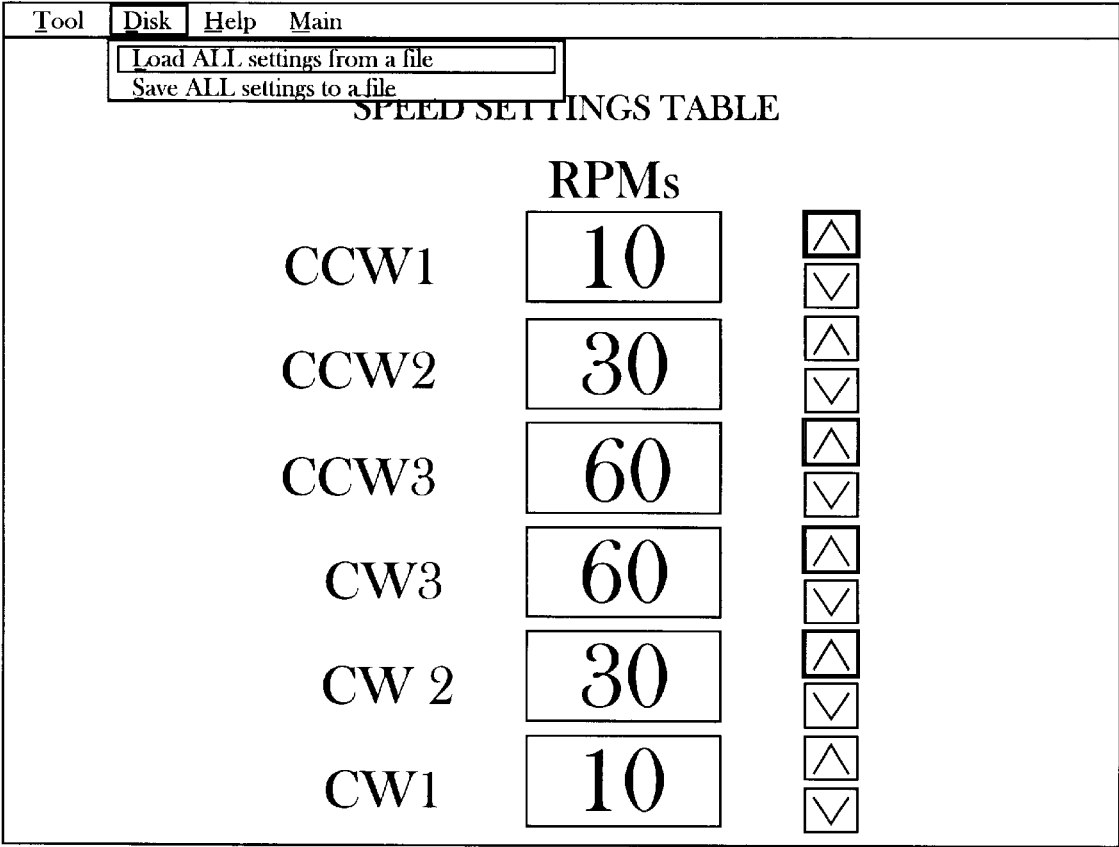 Tool Disk Help Main
Load ALL settings from a file
Save ALL settings to a file
SPEED SETTINGS TABLE
RPMs
CCW1 10
CCW2 30
CCW3 60
CW3 60
CW 2 30
CW1 10